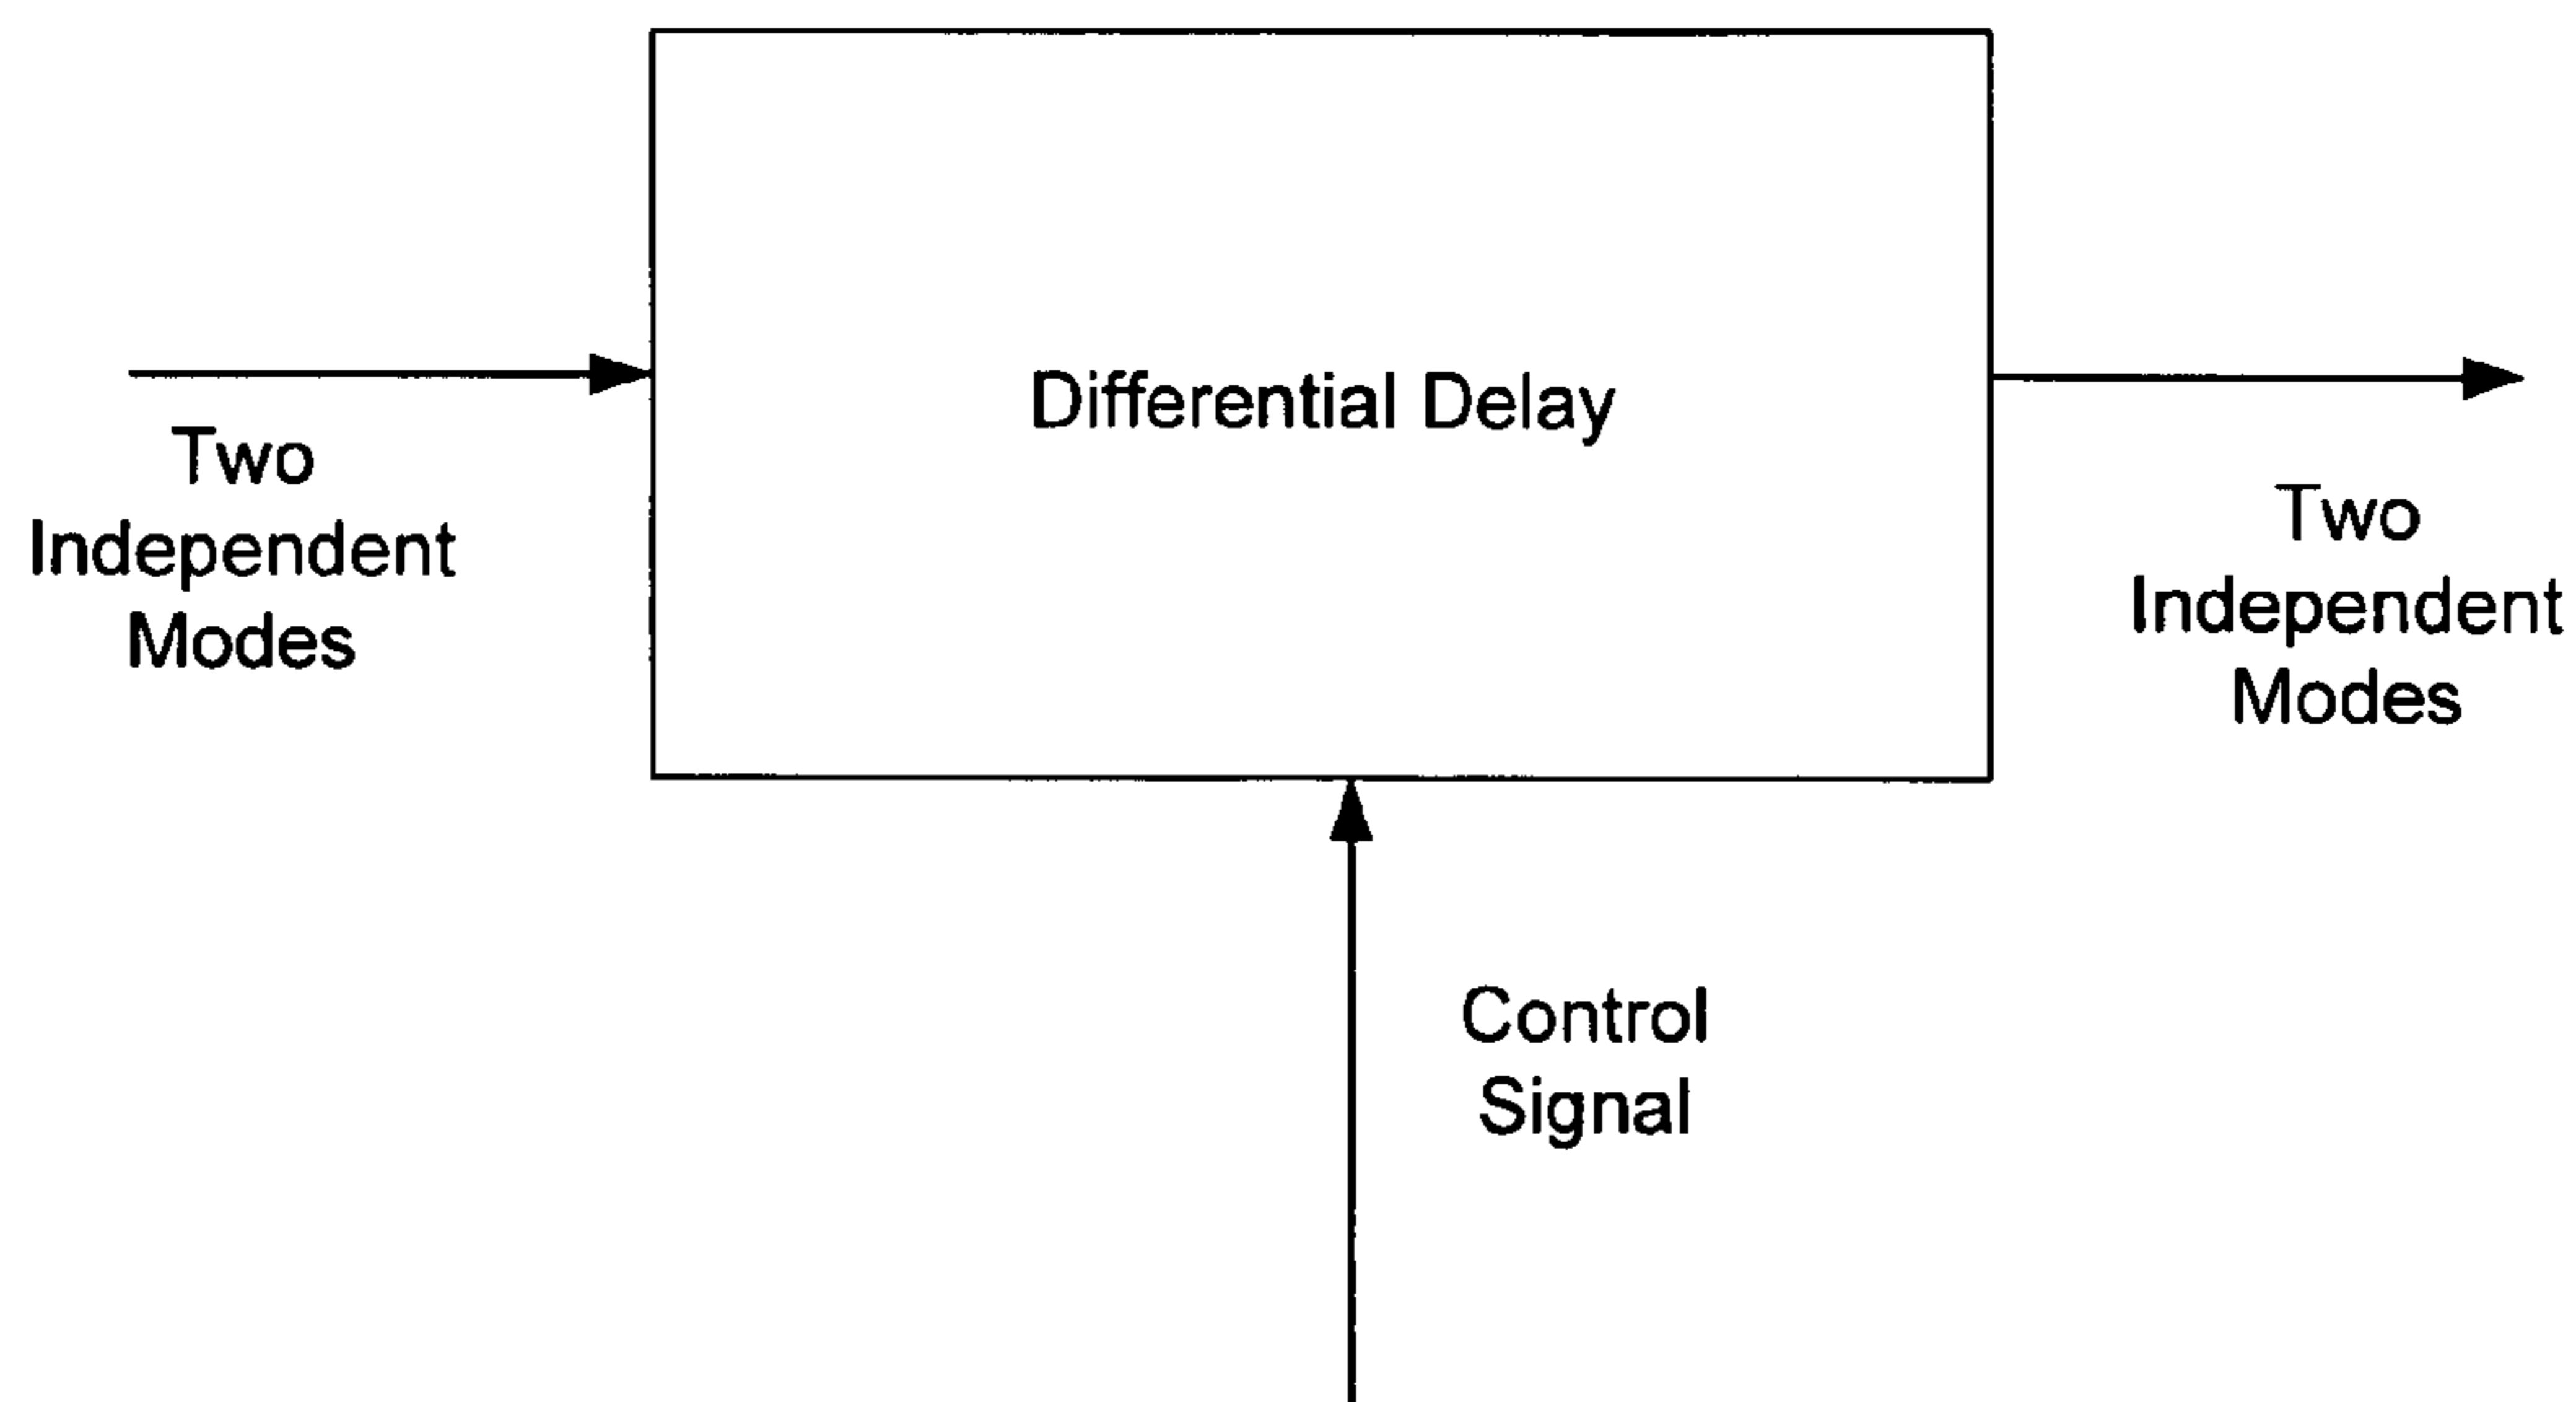 Differential Delay
Two
Independent
Modes
Two
Independent
Modes
Control
Signal